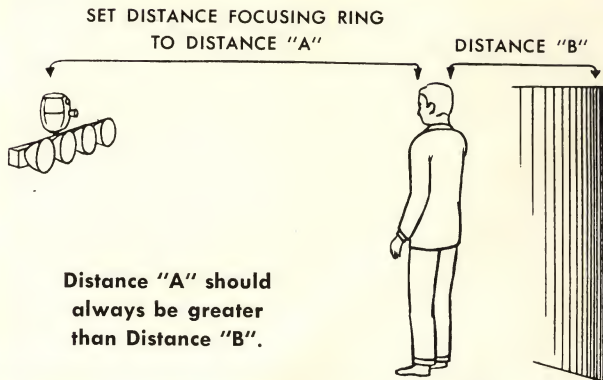 SET DISTANCE FOCUSING RING
TO DISTANCE "A"
DISTANCE "B"
Distance "A" should
always be greater
than Distance "B".